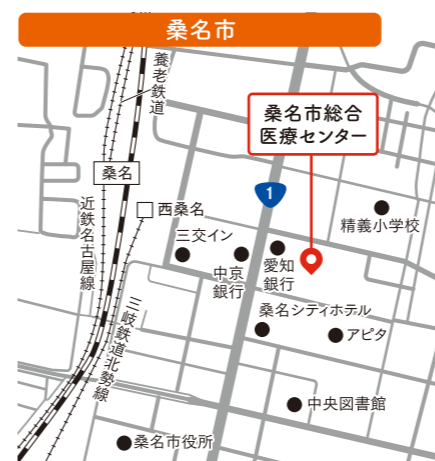 桑名市
養老鉄道
桑名市総合
医療センター
桑名
1
西桑名
精義小学校
近鉄名古屋線
三交イン
中京
銀行
愛知
銀行
三岐鉄道北勢線
桑名シティホテル
アピタ
中央図書館
桑名市役所